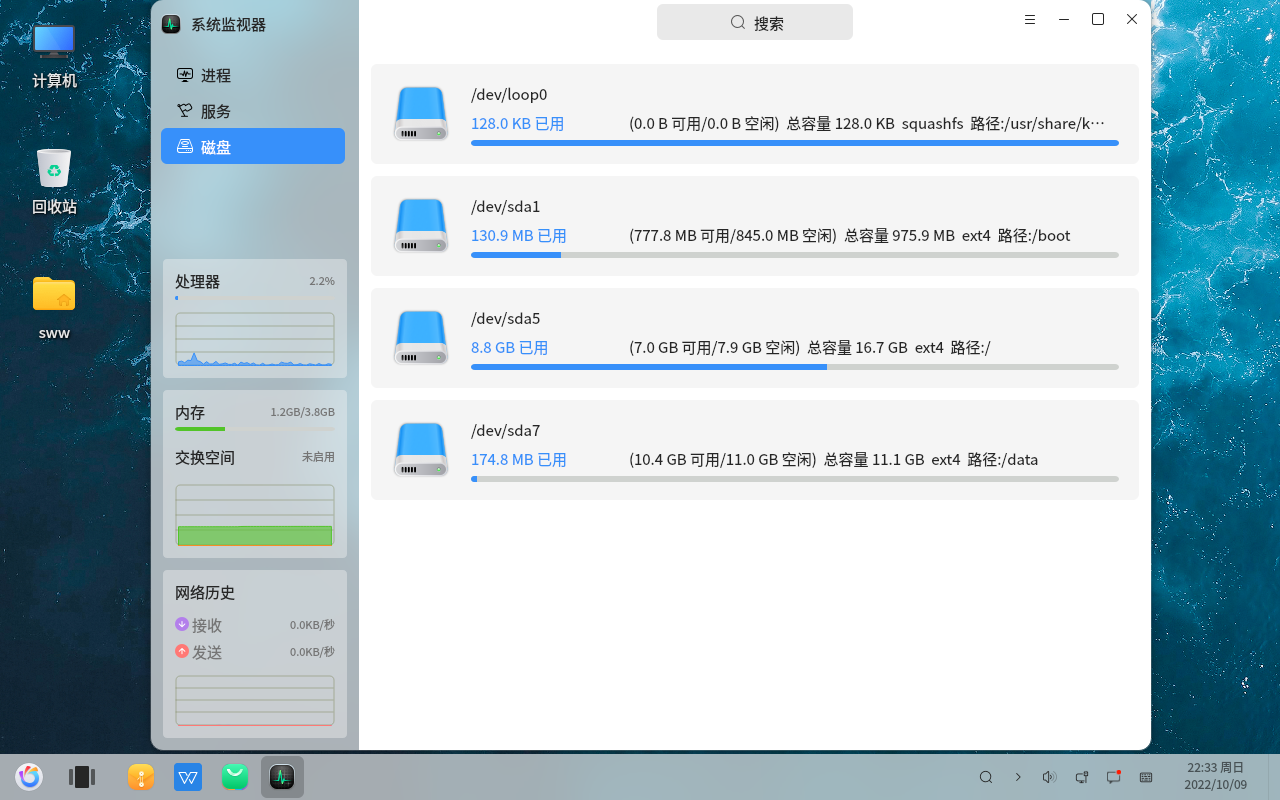 计算机
回收站
sww
系统监视器
进程
服务
磁盘
处理器 2.2%
内存 1.2GB/3.8GB
交换空间 未启用
网络历史
接收 0.0KB/秒
发送 0.0KB/秒
搜索
/dev/loop0
128.0 KB 已用 (0.0 B 可用/0.0 B 空闲) 总容量 128.0 KB squashfs 路径:/usr/share/k⋯
/dev/sda1
130.9 MB 已用 (777.8 MB 可用/845.0 MB 空闲) 总容量 975.9 MB ext4 路径:/boot
/dev/sda5
8.8 GB 已用 (7.0 GB 可用/7.9 GB 空闲) 总容量 16.7 GB ext4 路径:/
/dev/sda7
174.8 MB 已用 (10.4 GB 可用/11.0 GB 空闲) 总容量 11.1 GB ext4 路径:/data
22:33 周日
2022/10/09